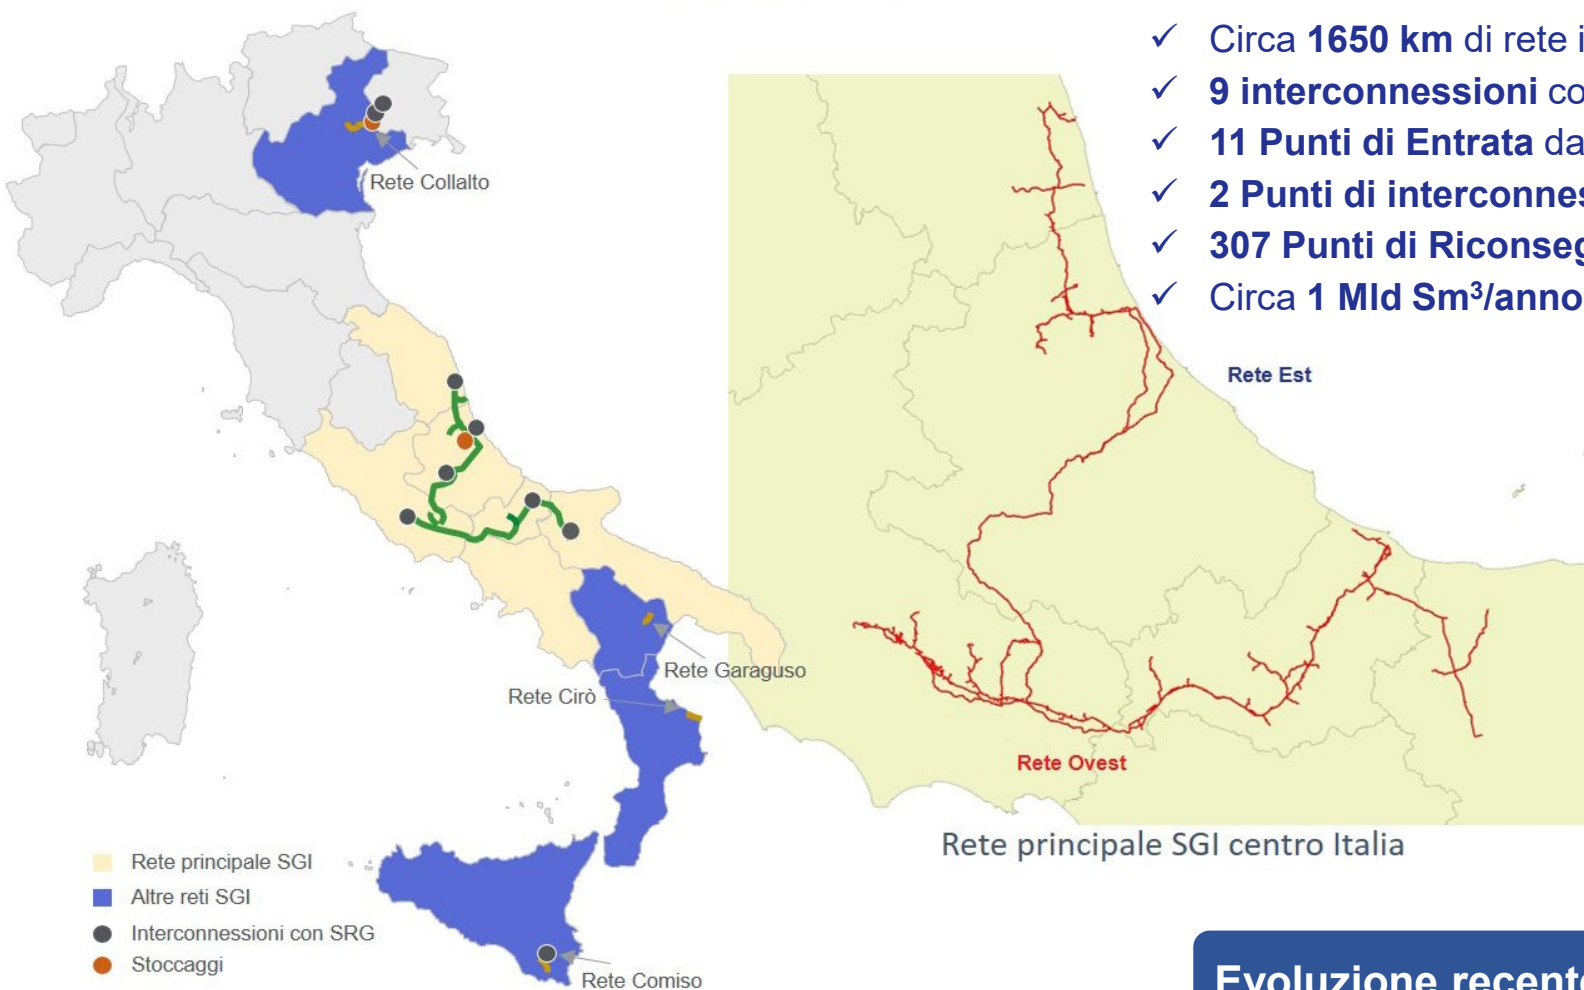 Circa 1650 km di rete i
9 interconnessioni co
11 Punti di Entrata da
2 Punti di interconnes
307 Punti di Riconseg
Circa 1 Mld Sm³/anno
Rete Collalto
Rete Est
Rete Garaguso
Rete Cirò
Rete Ovest
Rete principale SGI centro Italia
Rete principale SGI
Altre reti SGI
Interconnessioni con SRG
Stoccaggi
Rete Comiso
Evoluzione recente